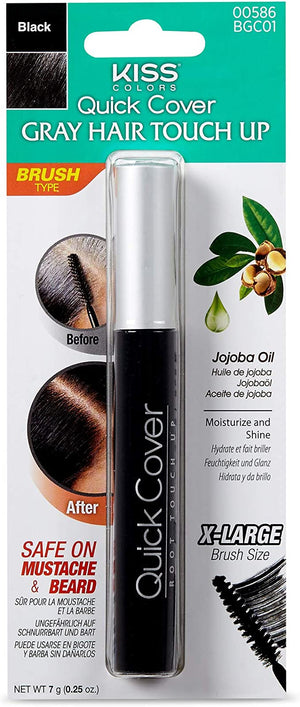 Black
00586
BGC01
KISS
COLORS
Quick Cover
GRAY HAIR TOUCH UP
BRUSH
TYPE
Before
After
Jojoba Oil
Huile de jojoba
Jojobaöl
Aceite de jojoba
Moisturize and
Shine
Hydrate et fait briller
Feuchtigkeit und Glanz
Hidrata y da brillo
X-LARGE
Brush Size
Quick Cover
ROOT TOUCH UP
SAFE ON
MUSTACHE
& BEARD
SÛR POUR LA MOUSTACHE
ET LA BARBE
UNGEFÄHRLICH AUF
SCHNURRBART UND BART
PUEDE USARSE EN BIGOTE
Y BARBA SIN DAÑARLOS
NET WT 7 g (0.25 oz.)